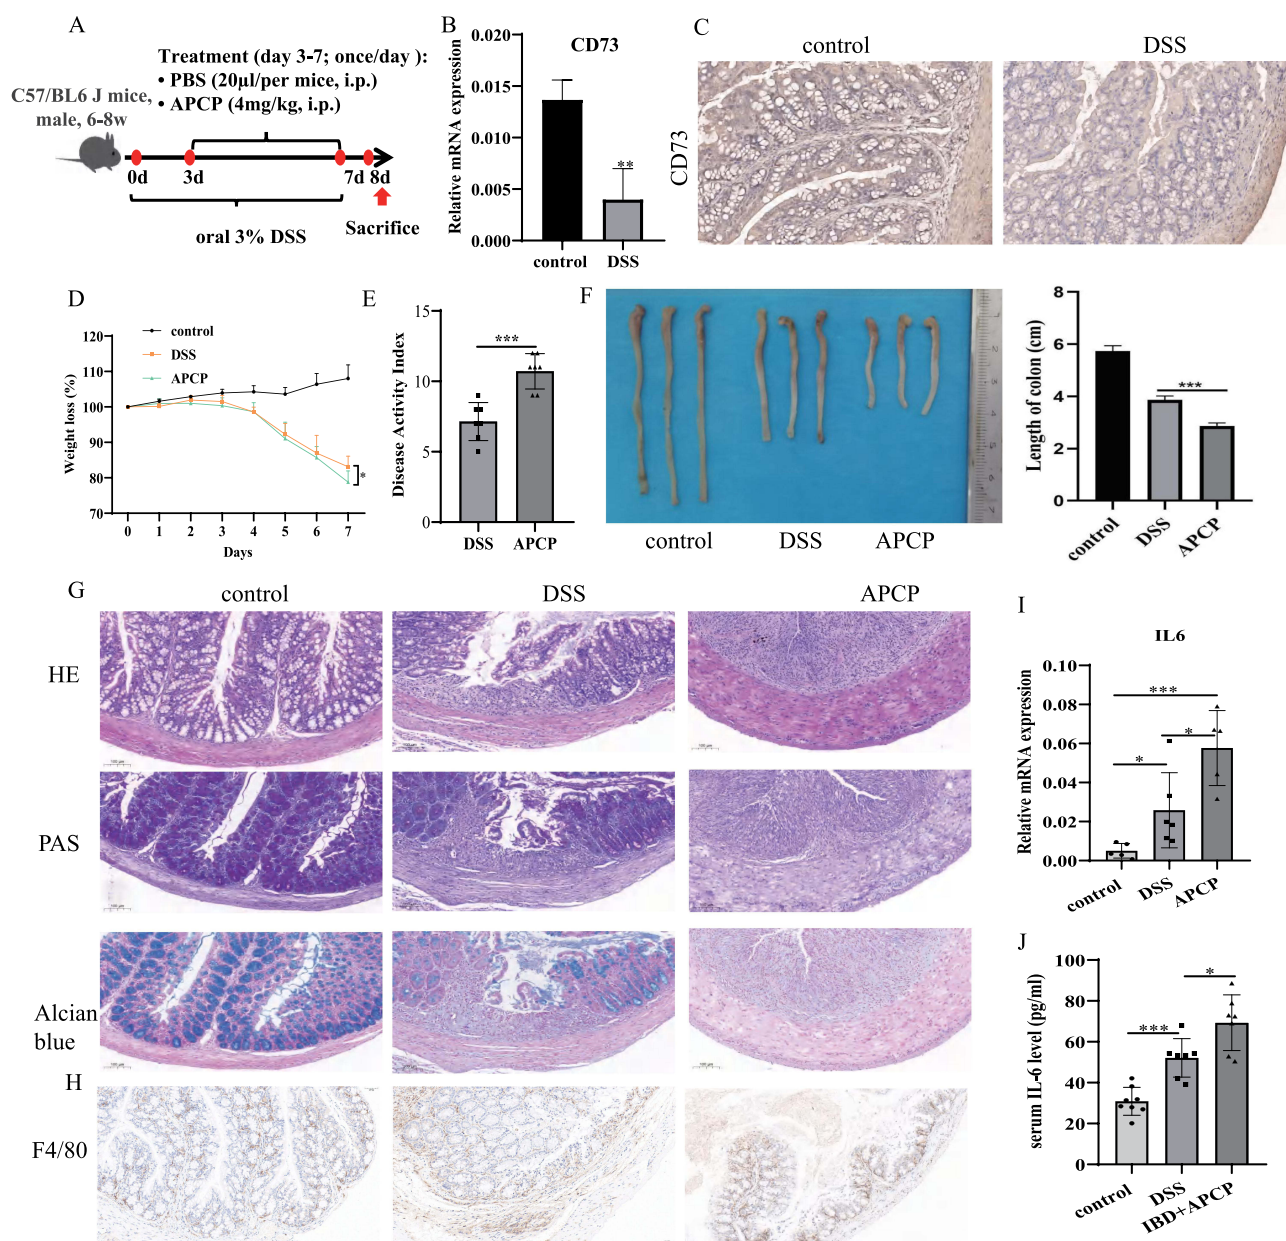 A
Treatment (day 3-7; once/day ):
• PBS (20μl/per mice, i.p.)
• APCP (4mg/kg, i.p.)
C57/BL6 J mice,
male, 6-8w
0d 3d 7d 8d
oral 3% DSS
Sacrifice
B
CD73
Relative mRNA expression
0.020
0.015
0.010
0.005
0.000
**
control DSS
C
control DSS
CD73
D
control
DSS
APCP
Weight loss (%)
120
110
100
90
80
70
*
0 1 2 3 4 5 6 7
Days
E
Disease Activity Index
15
10
5
0
***
DSS APCP
F
control DSS APCP
Length of colon (cm)
8
6
4
2
0
***
control
DSS
APCP
G
control DSS APCP
HE
PAS
Alcian
blue
H
F4/80
I
IL6
Relative mRNA expression
0.10
0.08
0.06
0.04
0.02
0.00
***
*
*
control
DSS
APCP
J
serum IL-6 level (pg/ml)
100
80
60
40
20
0
***
*
control
DSS
IBD+APCP